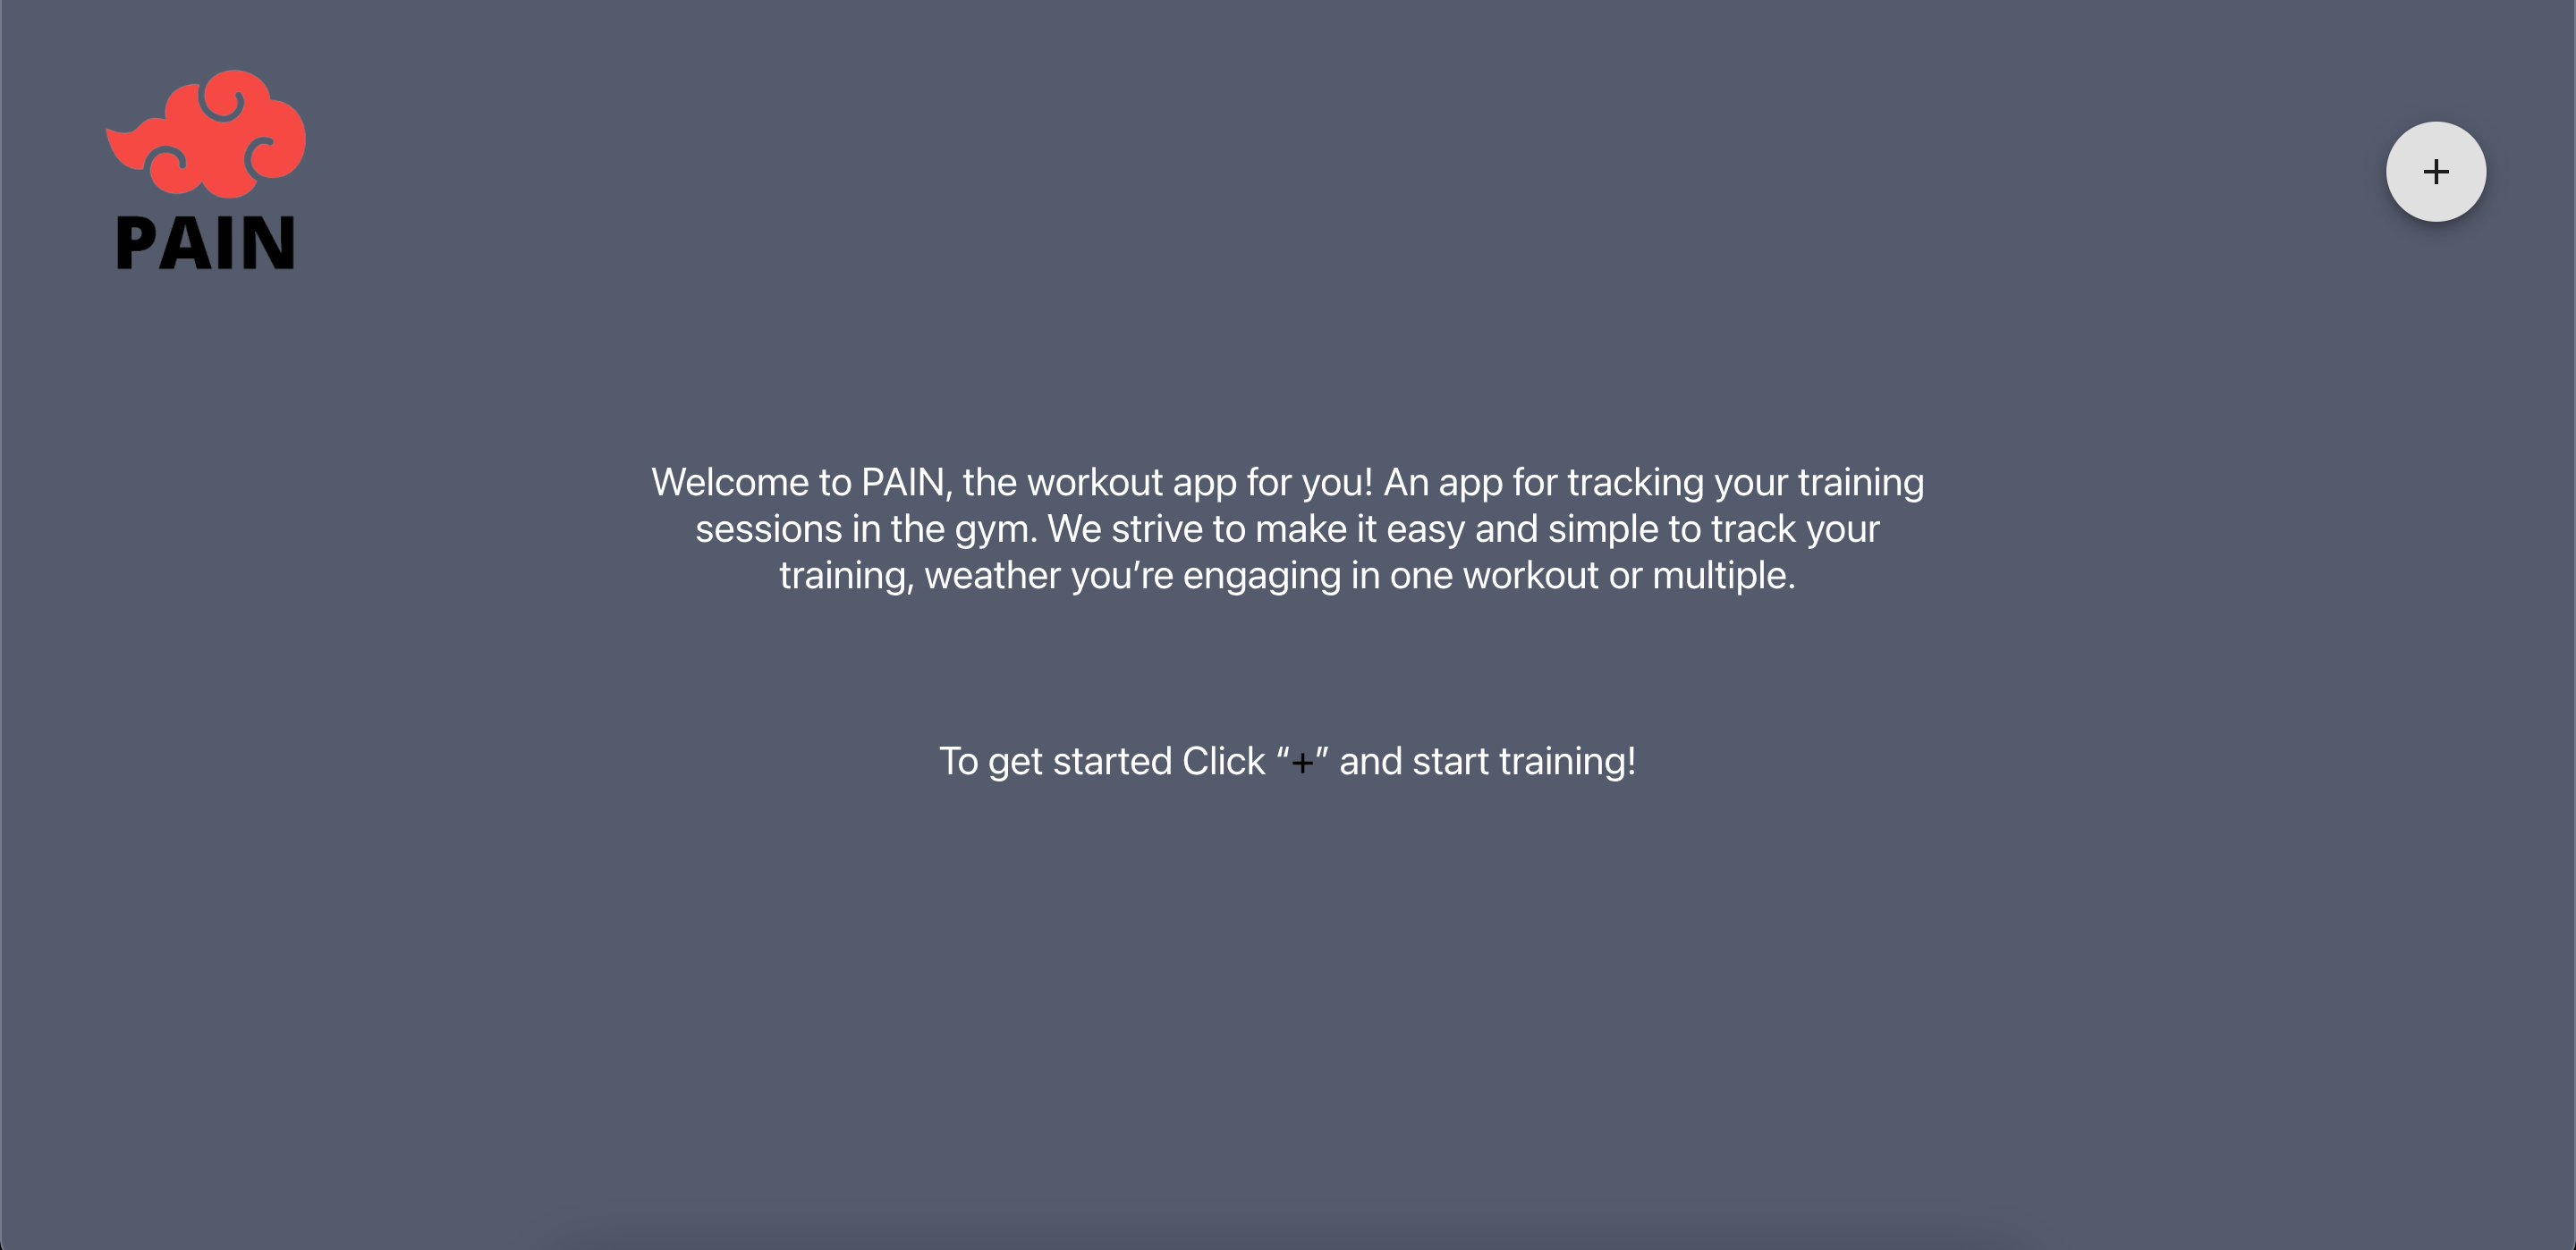 PAIN
+
Welcome to PAIN, the workout app for you! An app for tracking your training
sessions in the gym. We strive to make it easy and simple to track your
training, weather you’re engaging in one workout or multiple.
To get started Click “+” and start training!